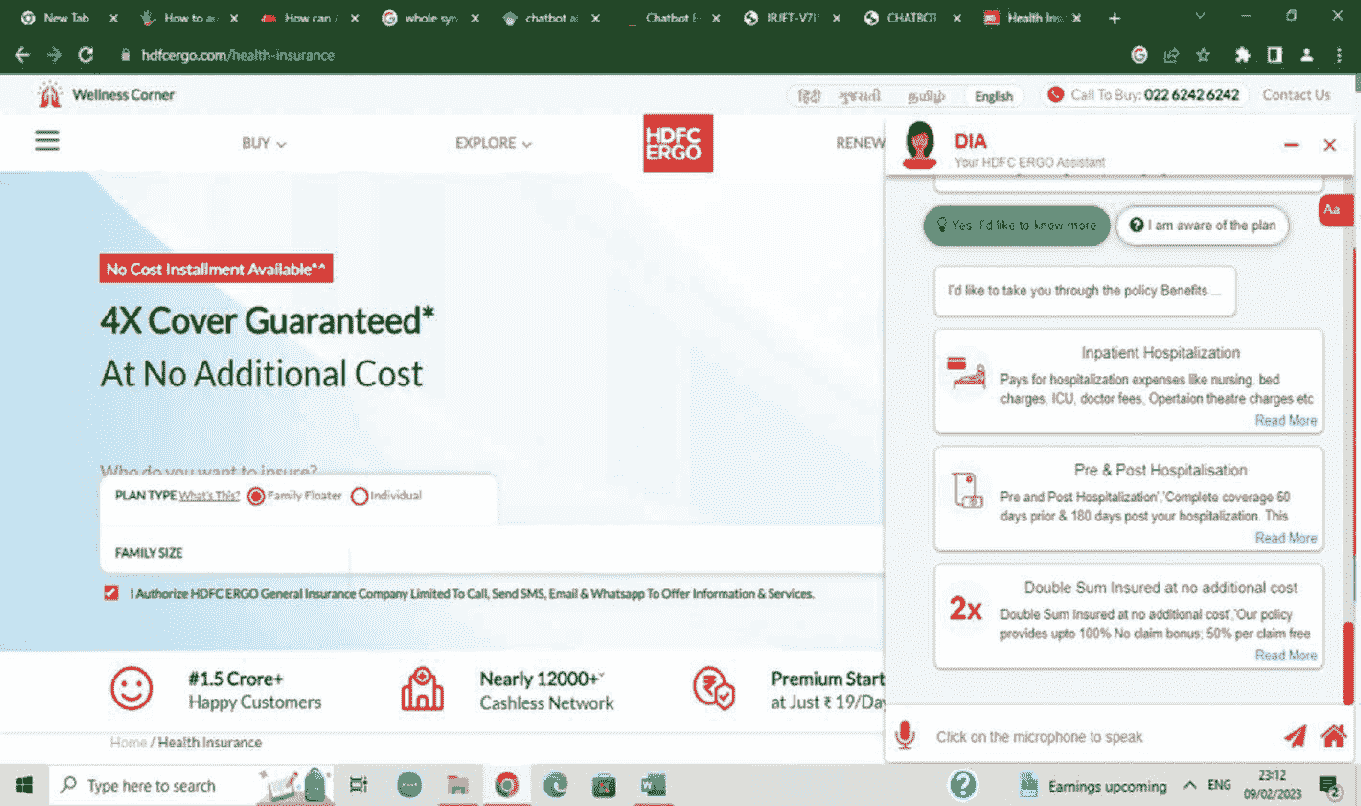 New Tab
How to a
How can
whole syn
chatbot ai
Chatbot E
IRJET-V7I
CHATBOT
Health Ins
hdfcergo.com/health-insurance
Wellness Corner
हिंदी ગુજરાતી தமிழ் English
Call To Buy: 022 6242 6242
Contact Us
BUY
EXPLORE
HDFC
ERGO
RENEW
DIA
Your HDFC ERGO Assistant
Aa
Yes I'd like to know more
I am aware of the plan
I'd like to take you through the policy Benefits ...
Inpatient Hospitalization
Pays for hospitalization expenses like nursing, bed
charges, ICU, doctor fees, Opertaion theatre charges etc
Read More
Pre & Post Hospitalisation
Pre and Post Hospitalization','Complete coverage 60
days prior & 180 days post your hospitalization. This
Read More
2x
Double Sum Insured at no additional cost
Double Sum Insured at no additional cost','Our policy
provides upto 100% No claim bonus; 50% per claim free
Read More
Click on the microphone to speak
No Cost Installment Available*^
4X Cover Guaranteed*
At No Additional Cost
Who do you want to insure?
PLAN TYPE What's This? Family Floater Individual
FAMILY SIZE
I Authorize HDFC ERGO General Insurance Company Limited To Call, Send SMS, Email & Whatsapp To Offer Information & Services.
#1.5 Crore+
Happy Customers
Nearly 12000+
Cashless Network
Premium Start
at Just ₹ 19/Day
Home / Health Insurance
Type here to search
Earnings upcoming
ENG
23:12
09/02/2023
2